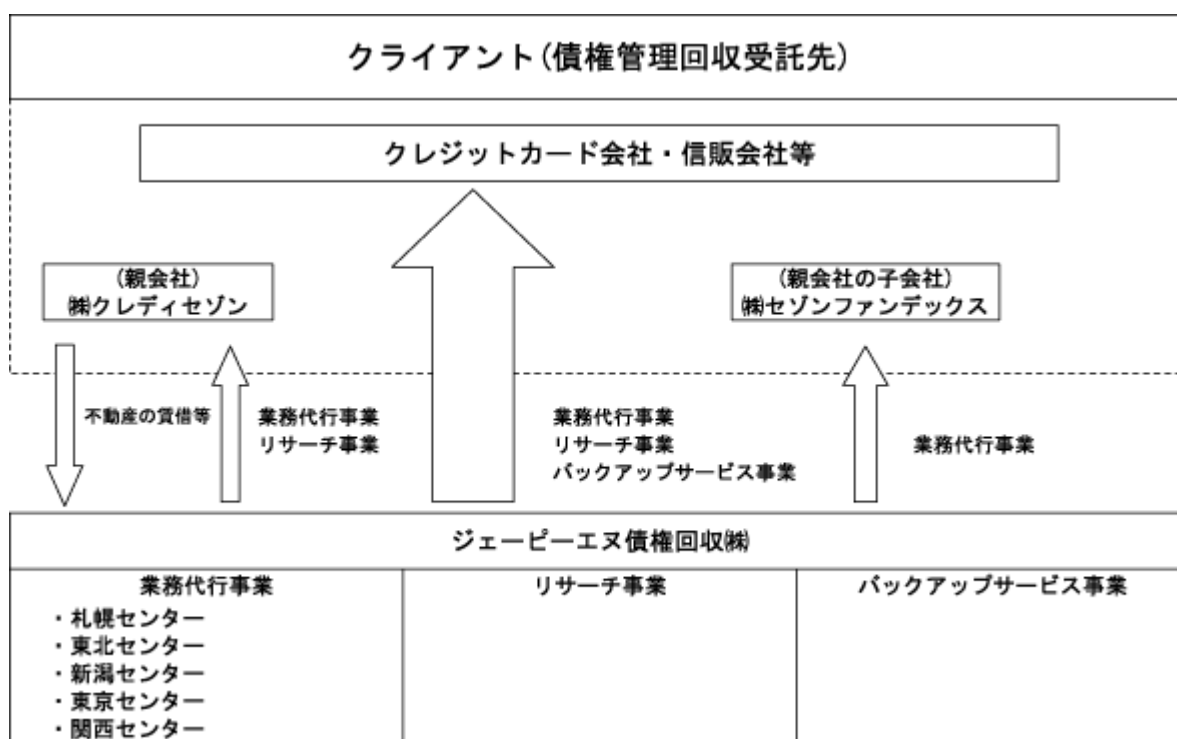 クライアント(債権管理回収受託先)
クレジットカード会社・信販会社等
(親会社)
㈱クレディセゾン
(親会社の子会社)
㈱セゾンファンデックス
不動産の賃借等
業務代行事業
リサーチ事業
業務代行事業
リサーチ事業
バックアップサービス事業
業務代行事業
ジェーピーエヌ債権回収㈱
業務代行事業
・札幌センター
・東北センター
・新潟センター
・東京センター
・関西センター
リサーチ事業
バックアップサービス事業